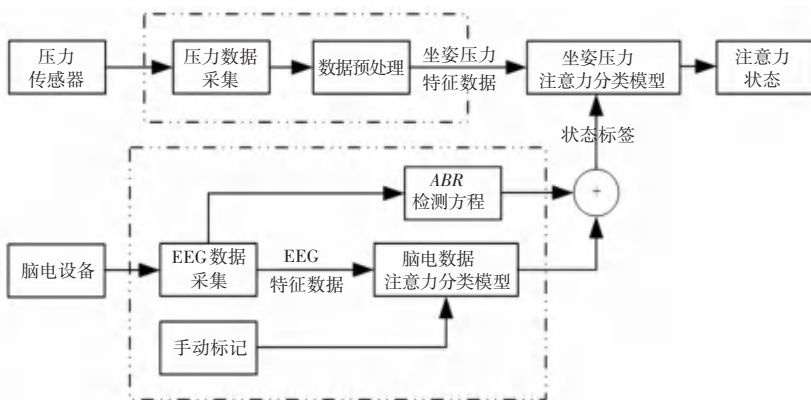 压力
传感器
压力数据
采集
数据预处理
坐姿压力
特征数据
坐姿压力
注意力分类模型
注意力
状态
状态标签
ABR
检测方程
+
脑电设备
EEG数据
采集
EEG
特征数据
脑电数据
注意力分类模型
手动标记